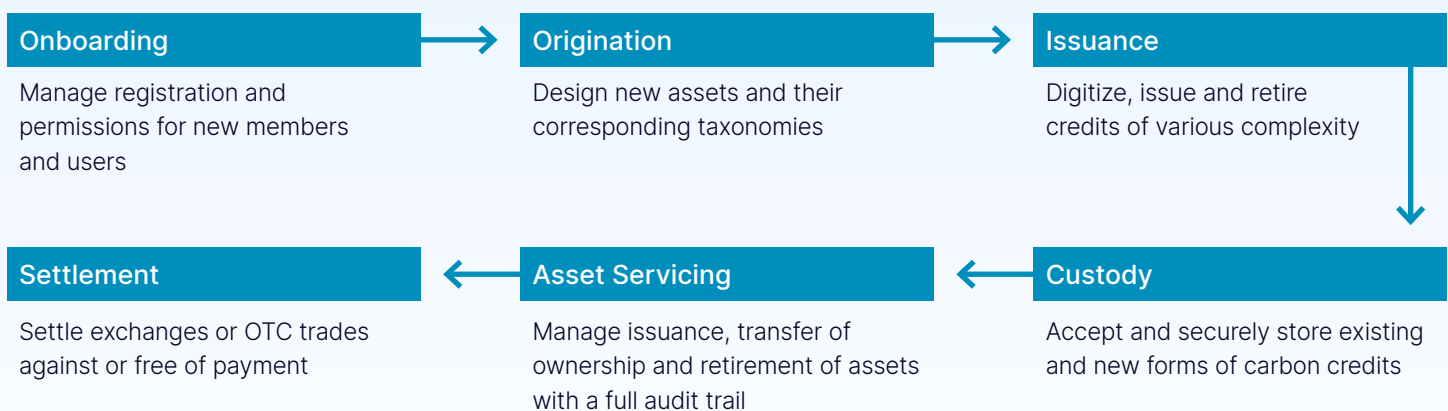 Onboarding
Manage registration and
permissions for new members
and users
Origination
Design new assets and their
corresponding taxonomies
Issuance
Digitize, issue and retire
credits of various complexity
Custody
Accept and securely store existing
and new forms of carbon credits
Asset Servicing
Manage issuance, transfer of
ownership and retirement of assets
with a full audit trail
Settlement
Settle exchanges or OTC trades
against or free of payment